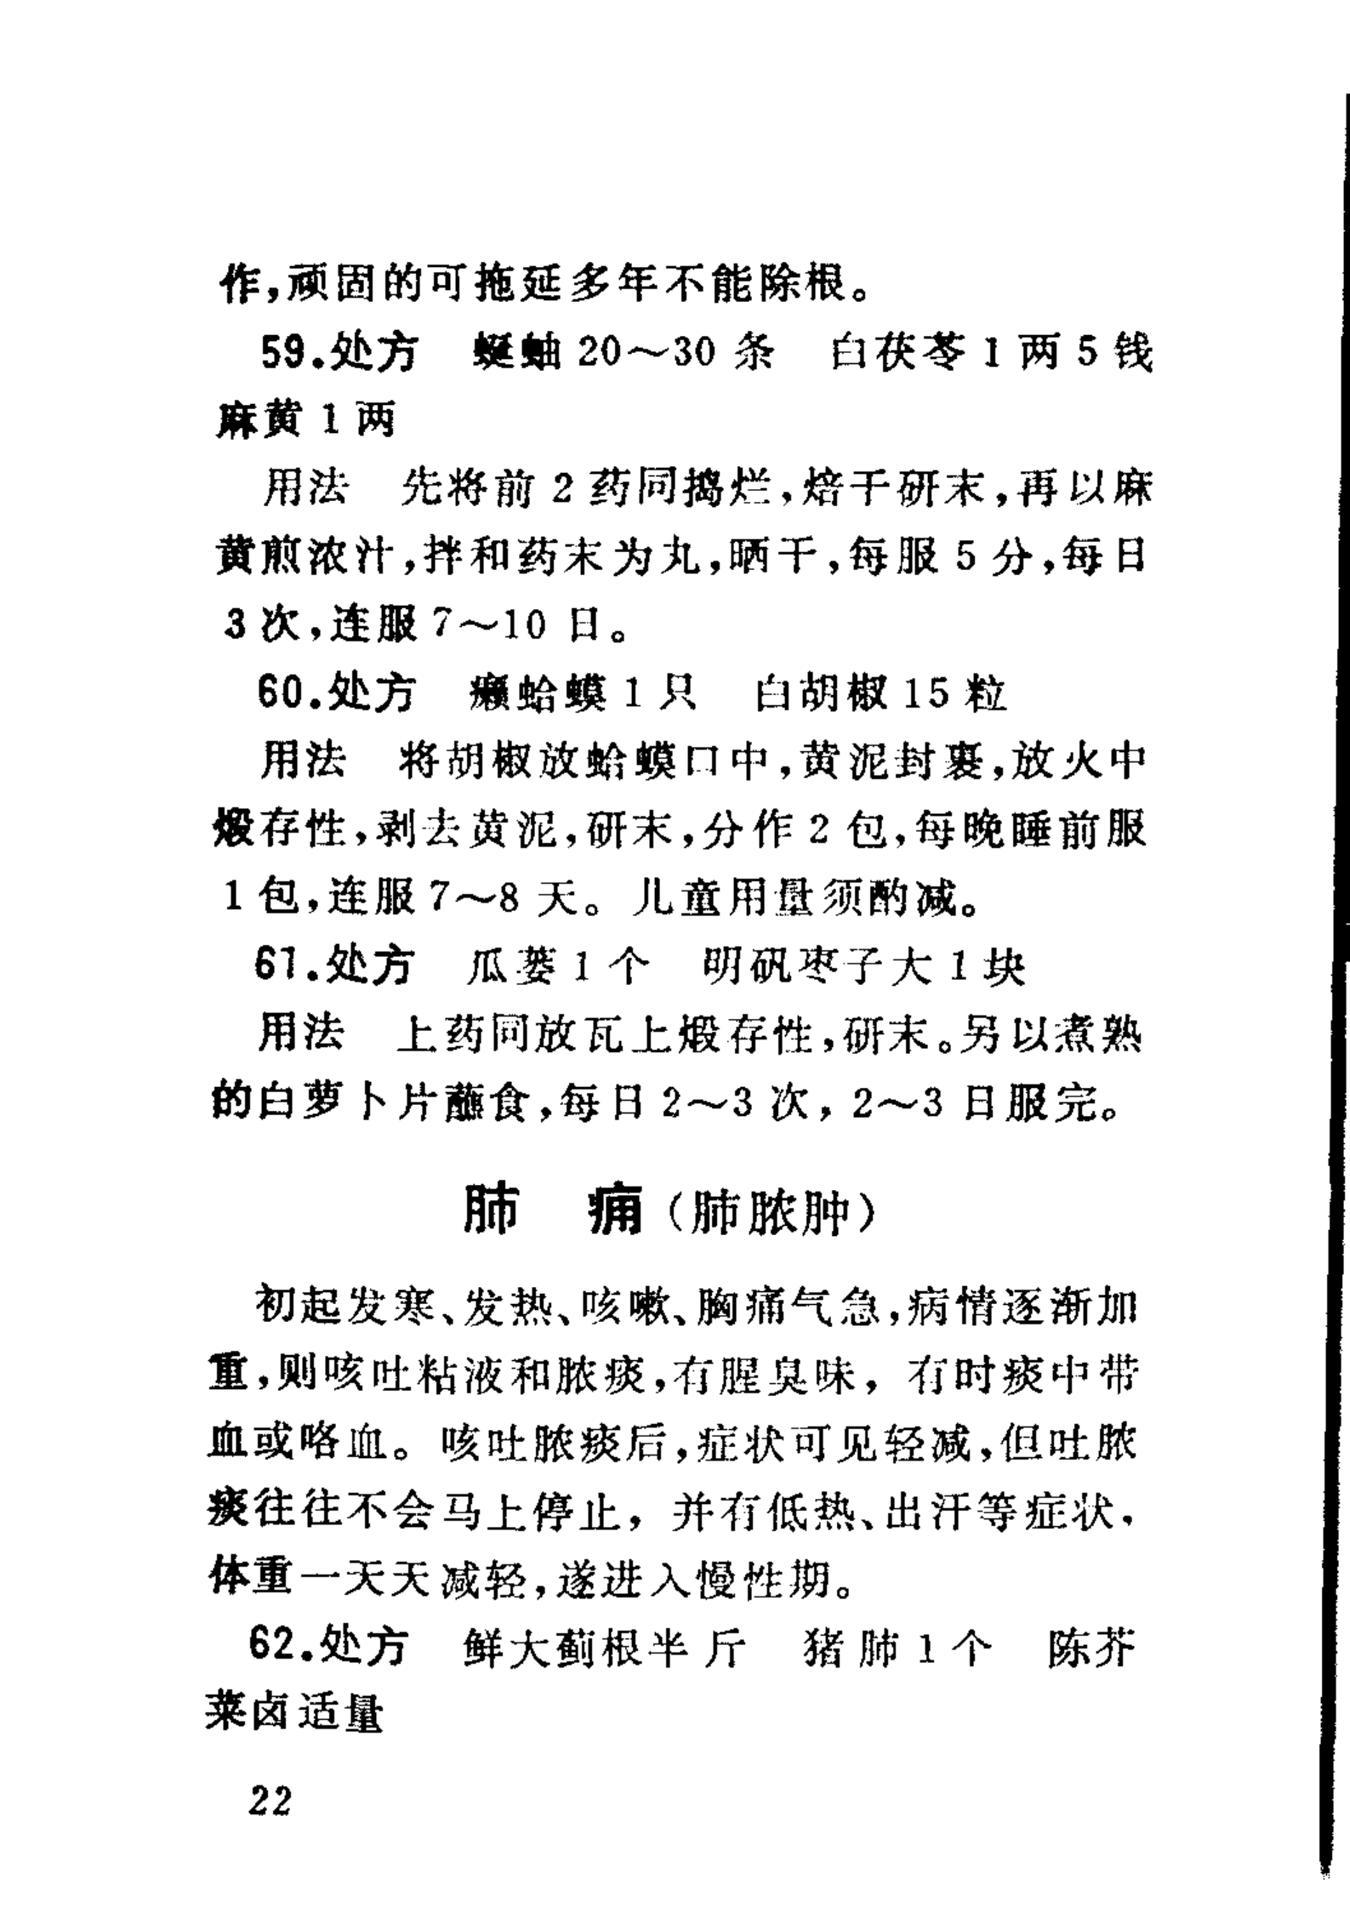 作，顽固的可拖延多年不能除根。
59.处方　蜒蚰20～30条　白茯苓1两5钱
麻黄1两
用法　先将前2药同捣烂，焙干研末，再以麻
黄煎浓汁，拌和药末为丸，晒干，每服5分，每日
3次，连服7～10日。
60.处方　癞蛤蟆1只　白胡椒15粒
用法　将胡椒放蛤蟆口中，黄泥封裹，放火中
煅存性，剥去黄泥，研末，分作2包，每晚睡前服
1包，连服7～8天。儿童用量须酌减。
61.处方　瓜蒌1个　明矾枣子大1块
用法　上药同放瓦上煅存性，研末。另以煮熟
的白萝卜片蘸食，每日2～3次，2～3日服完。
肺　痈（肺脓肿）
初起发寒、发热、咳嗽、胸痛气急，病情逐渐加
重，则咳吐粘液和脓痰，有腥臭味，有时痰中带
血或咯血。咳吐脓痰后，症状可见轻减，但吐脓
痰往往不会马上停止，并有低热、出汗等症状，
体重一天天减轻，遂进入慢性期。
62.处方　鲜大蓟根半斤　猪肺1个　陈芥
菜卤适量
22